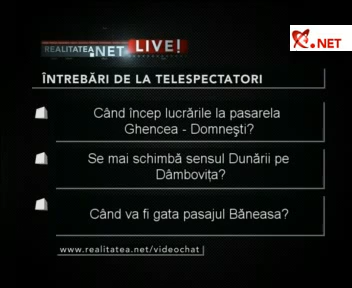 REALITATEA.NET LIVE!
.NET
ÎNTREBĂRI DE LA TELESPECTATORI
Când încep lucrările la pasarela
Ghencea - Domneşti?
Se mai schimbă sensul Dunării pe
Dâmboviţa?
Când va fi gata pasajul Băneasa?
www.realitatea.net/videochat